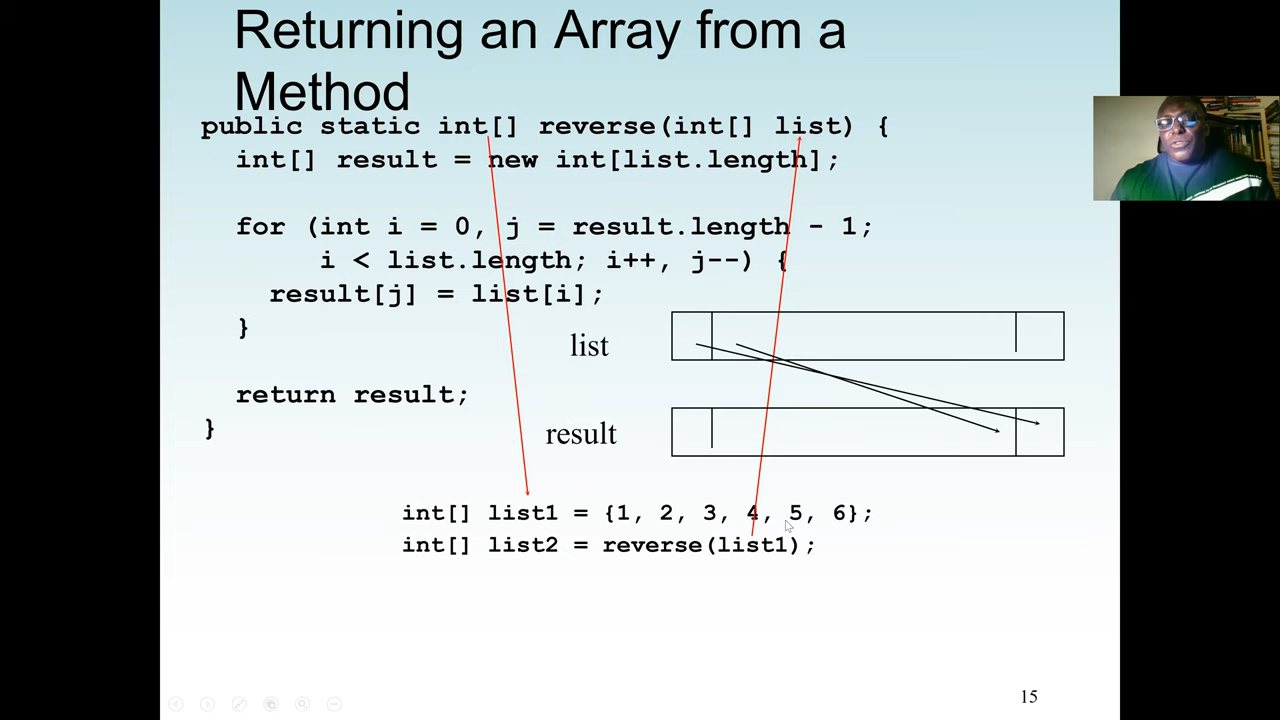 Returning an Array from a
Method
public static int[] reverse(int[] list) {
int[] result = new int[list.length];
for (int i = 0, j = result.length - 1;
i < list.length; i++, j--) {
result[j] = list[i];
}
list
return result;
}
result
int[] list1 = {1, 2, 3, 4, 5, 6};
int[] list2 = reverse(list1);
15